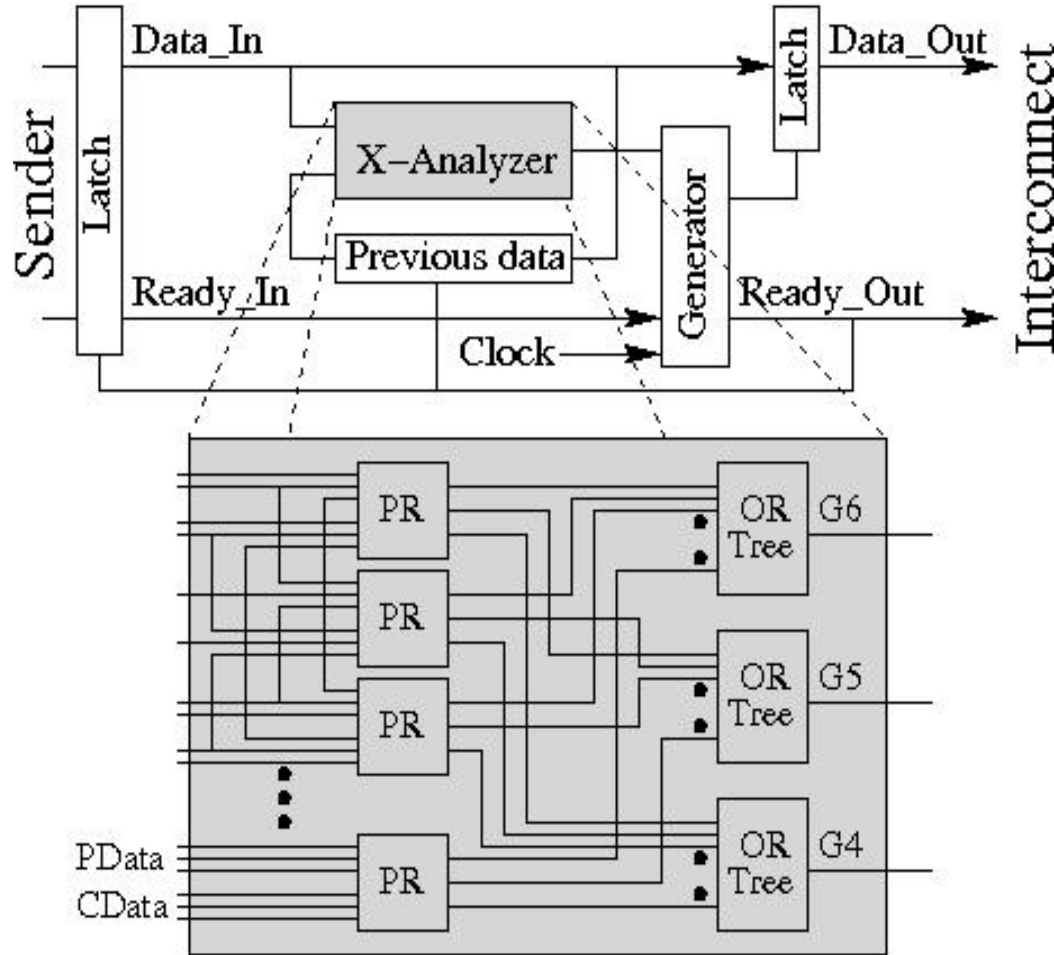 Data_In
Data_Out
Sender
Latch
X-Analyzer
Previous data
Generator
Latch
Interconnect
Ready_In
Ready_Out
Clock
PR
OR
Tree
G6
PR
OR
Tree
G5
PR
PData
CData
PR
OR
Tree
G4